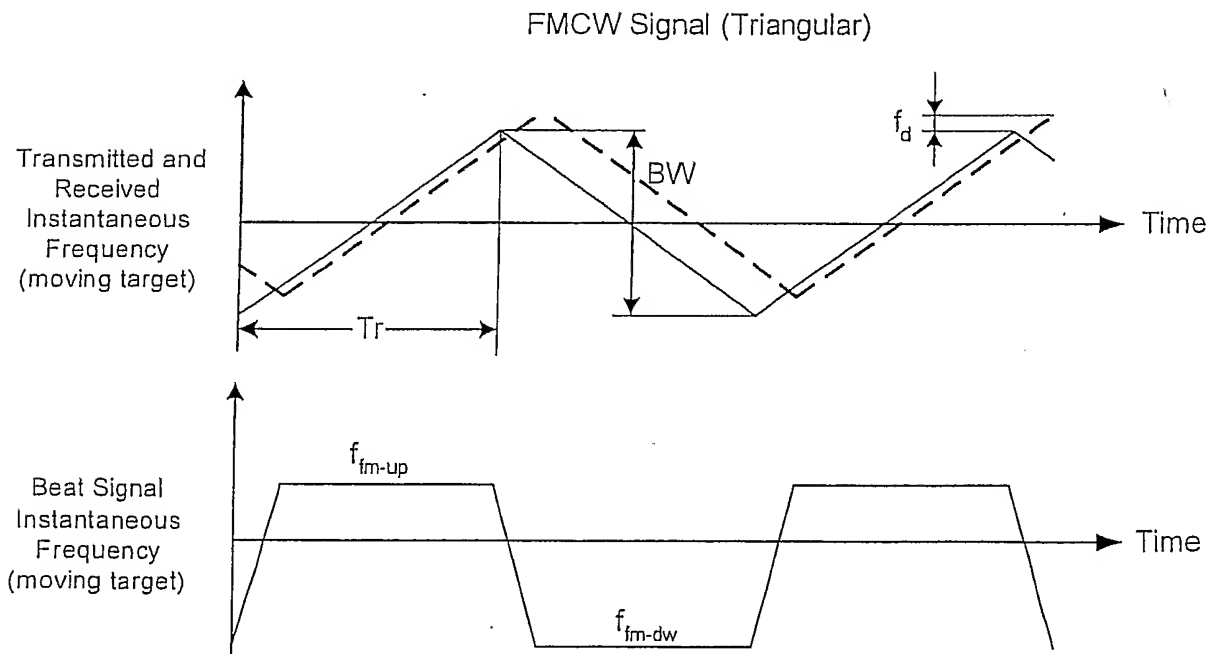 FMCW Signal (Triangular)
Transmitted and
Received
Instantaneous
Frequency
(moving target)
f_d
BW
Time
Tr
Beat Signal
Instantaneous
Frequency
(moving target)
f_fm-up
Time
f_fm-dw